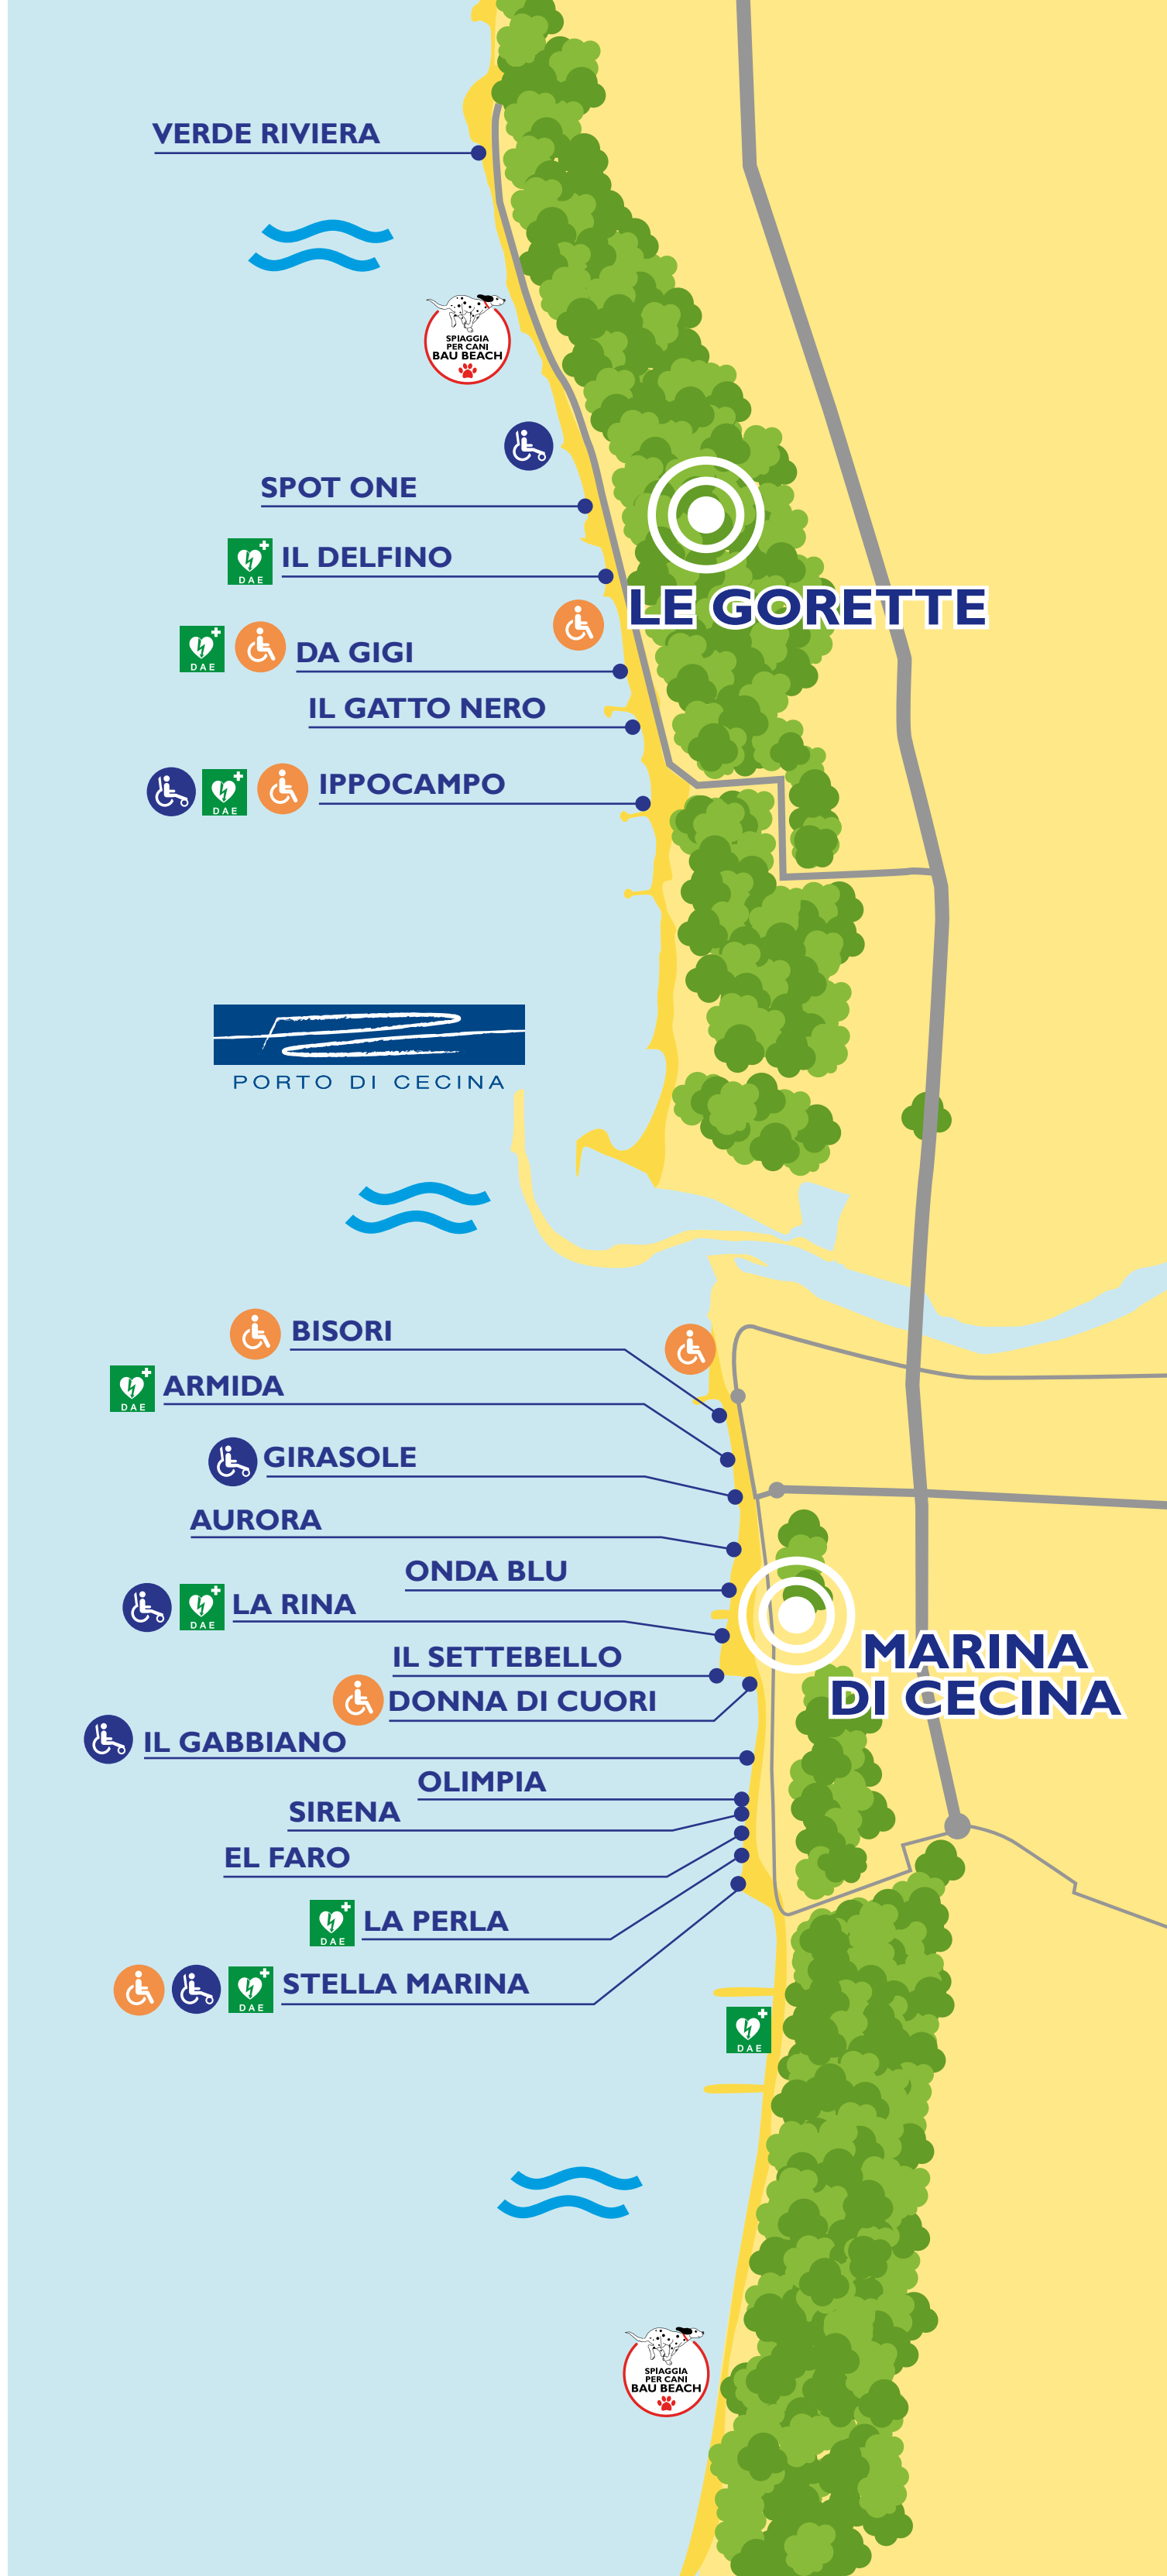 VERDE RIVIERA
SPIAGGIA
PER CANI
BAU BEACH
SPOT ONE
DAE
IL DELFINO
LE GORETTE
DAE
DA GIGI
IL GATTO NERO
DAE
IPPOCAMPO
PORTO DI CECINA
BISORI
DAE
ARMIDA
GIRASOLE
AURORA
ONDA BLU
DAE
LA RINA
MARINA
DI CECINA
IL SETTEBELLO
DONNA DI CUORI
IL GABBIANO
OLIMPIA
SIRENA
EL FARO
DAE
LA PERLA
DAE
STELLA MARINA
DAE
SPIAGGIA
PER CANI
BAU BEACH